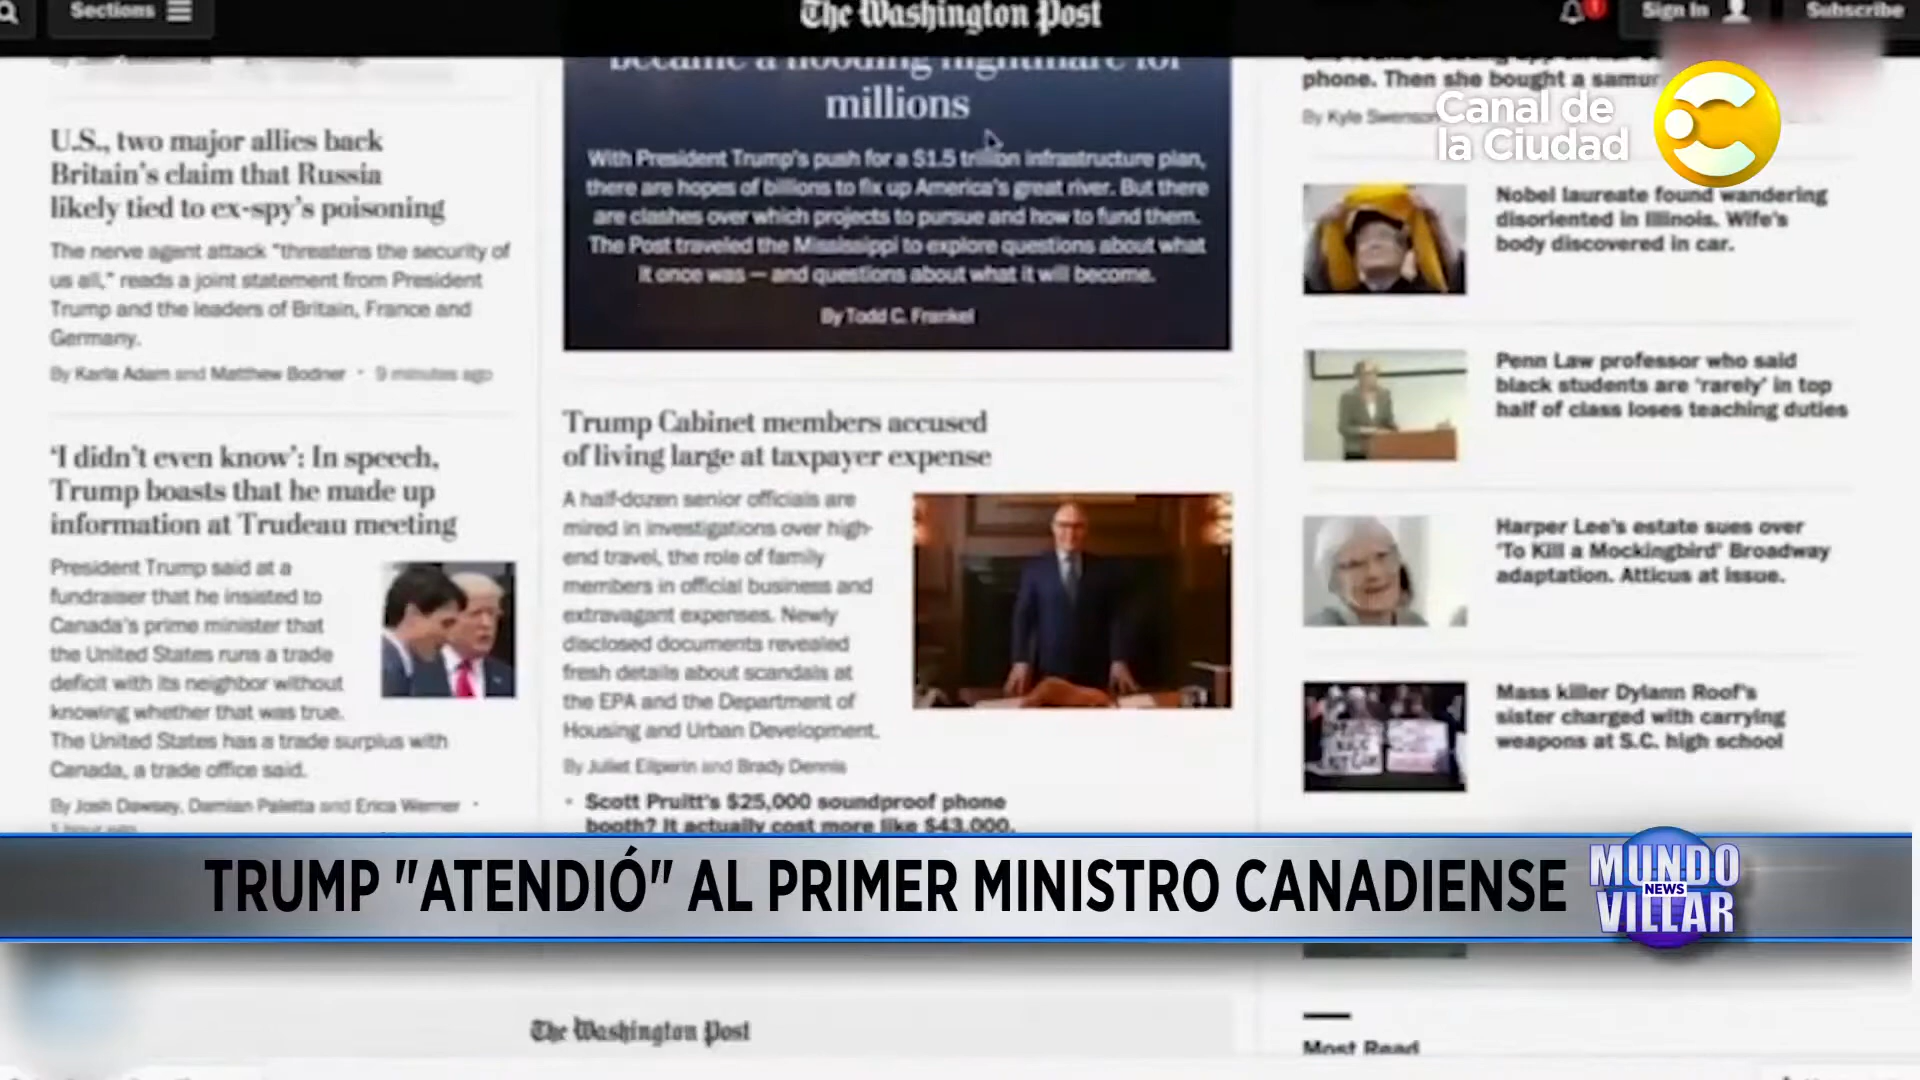 Sections
The Washington Post
1
Sign In
Subscribe
U.S., two major allies back
Britain's claim that Russia
likely tied to ex-spy's poisoning
The nerve agent attack "threatens the security of
us all," reads a joint statement from President
Trump and the leaders of Britain, France and
Germany.
By Karla Adam and Matthew Bodner • 9 minutes ago
'I didn't even know': In speech,
Trump boasts that he made up
information at Trudeau meeting
President Trump said at a
fundraiser that he insisted to
Canada's prime minister that
the United States runs a trade
deficit with its neighbor without
knowing whether that was true.
The United States has a trade surplus with
Canada, a trade office said.
By Josh Dawsey, Damian Paletta and Erica Werner •
1 hour ago
became a flooding nightmare for
millions
With President Trump's push for a $1.5 trillion infrastructure plan,
there are hopes of billions to fix up America's great river. But there
are clashes over which projects to pursue and how to fund them.
The Post traveled the Mississippi to explore questions about what
it once was — and questions about what it will become.
By Todd C. Frankel
Trump Cabinet members accused
of living large at taxpayer expense
A half-dozen senior officials are
mired in investigations over high-
end travel, the role of family
members in official business and
extravagant expenses. Newly
disclosed documents revealed
fresh details about scandals at
the EPA and the Department of
Housing and Urban Development.
By Juliet Eilperin and Brady Dennis
• Scott Pruitt's $25,000 soundproof phone
booth? It actually cost more like $43,000.
phone. Then she bought a samur
By Kyle Swenson
Canal de
la Ciudad
Nobel laureate found wandering
disoriented in Illinois. Wife's
body discovered in car.
Penn Law professor who said
black students are 'rarely' in top
half of class loses teaching duties
Harper Lee's estate sues over
'To Kill a Mockingbird' Broadway
adaptation. Atticus at issue.
Mass killer Dylann Roof's
sister charged with carrying
weapons at S.C. high school
TRUMP "ATENDIÓ" AL PRIMER MINISTRO CANADIENSE
MUNDO
NEWS
VILLAR
The Washington Post
Most Read